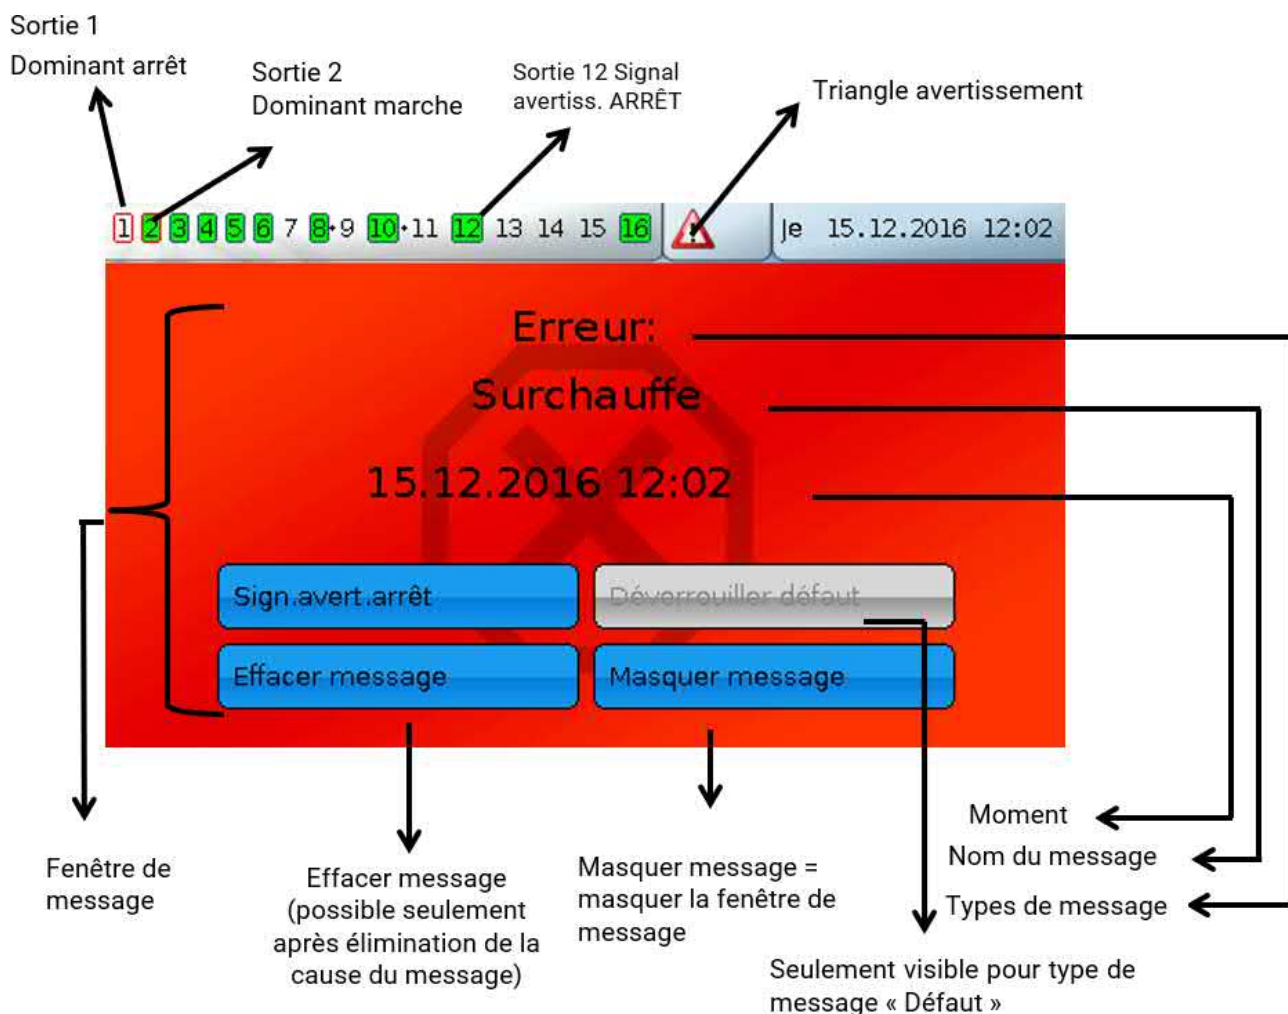 Sortie 1
Dominant arrêt
Sortie 2
Dominant marche
Sortie 12 Signal
avertiss. ARRÊT
Triangle avertissement
1 2 3 4 5 6 7 8 9 10 11 12 13 14 15 16
Je 15.12.2016 12:02
Erreur:
Surchauffe
15.12.2016 12:02
Sign.avert.arrêt
Déverrouiller défaut
Effacer message
Masquer message
Fenêtre de
message
Effacer message
(possible seulement
après élimination de la
cause du message)
Masquer message =
masquer la fenêtre de
message
Moment
Nom du message
Types de message
Seulement visible pour type de
message « Défaut »